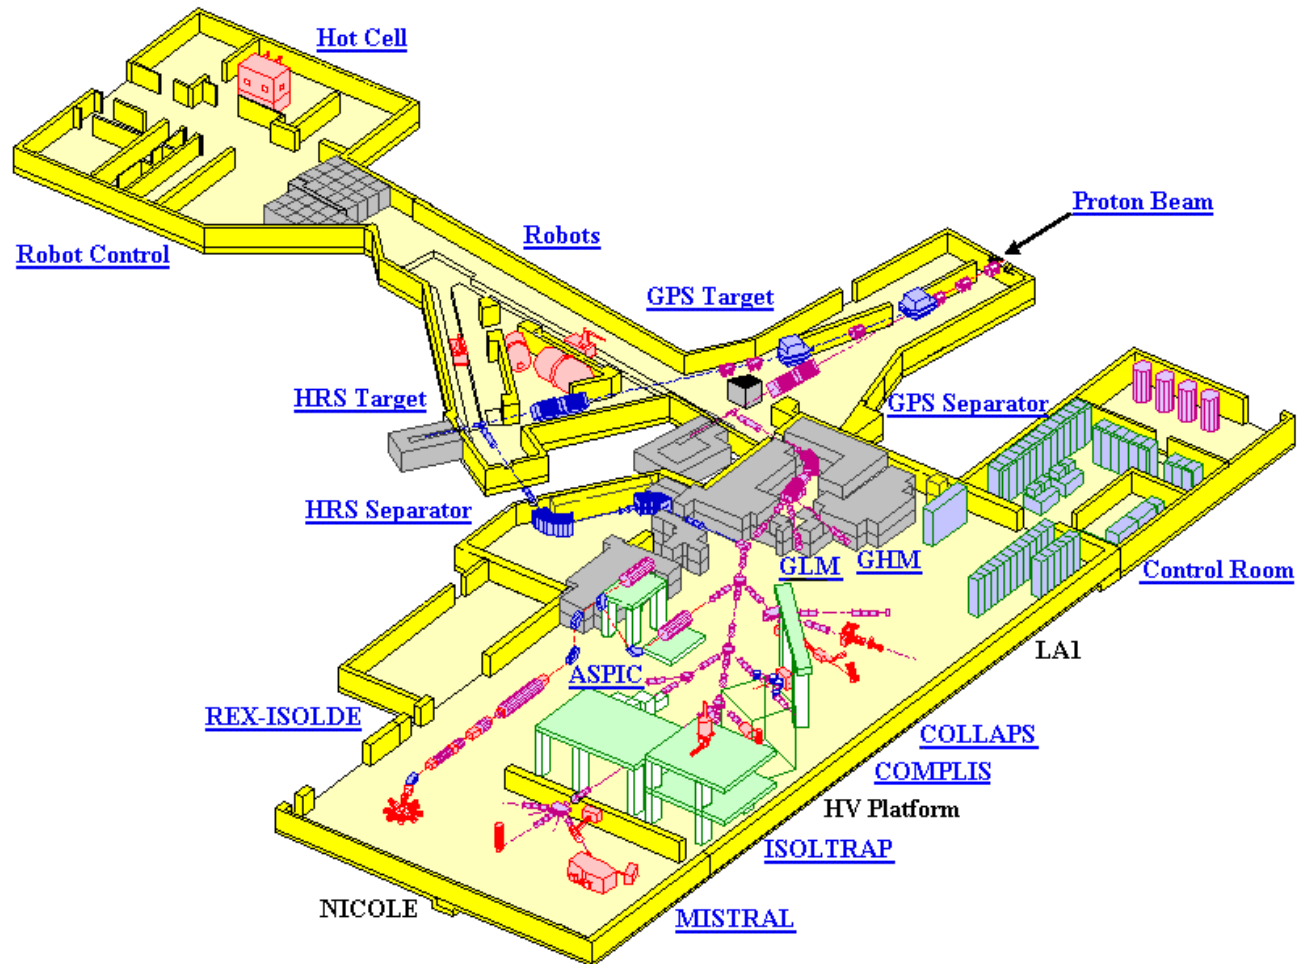 Hot Cell
Proton Beam
Robots
Robot Control
GPS Target
HRS Target
GPS Separator
HRS Separator
GLM
GHM
Control Room
LA1
ASPIC
REX-ISOLDE
COLLAPS
COMPLIS
HV Platform
ISOLTRAP
NICOLE
MISTRAL